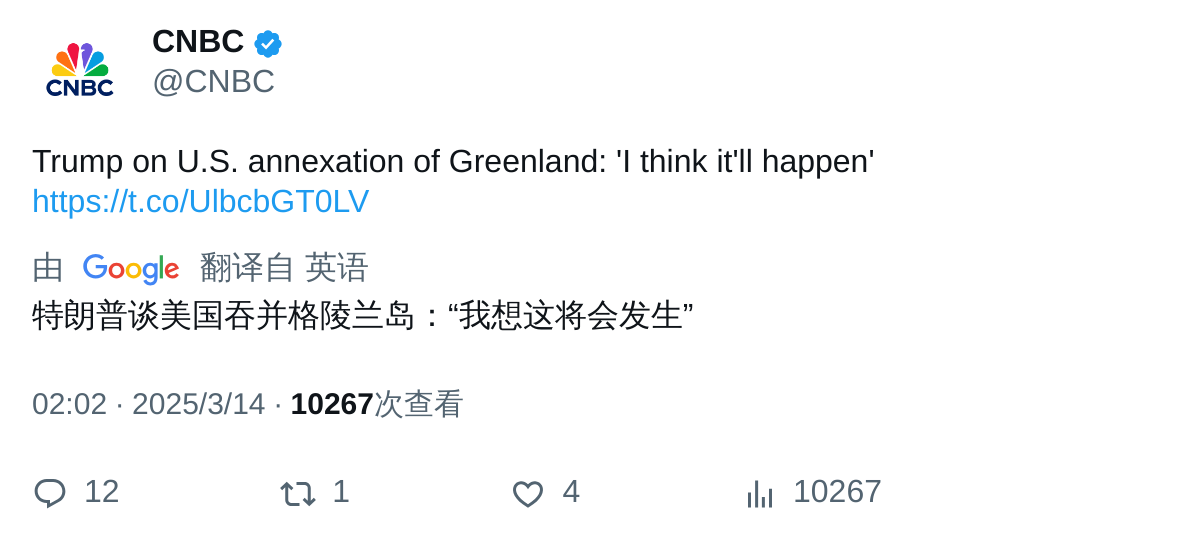 CNBC
@CNBC
CNBC
Trump on U.S. annexation of Greenland: 'I think it'll happen'
https://t.co/UlbcbGT0LV
由 Google 翻译自 英语
特朗普谈美国吞并格陵兰岛：“我想这将会发生”
02:02 · 2025/3/14 · 10267次查看
12 1 4 10267